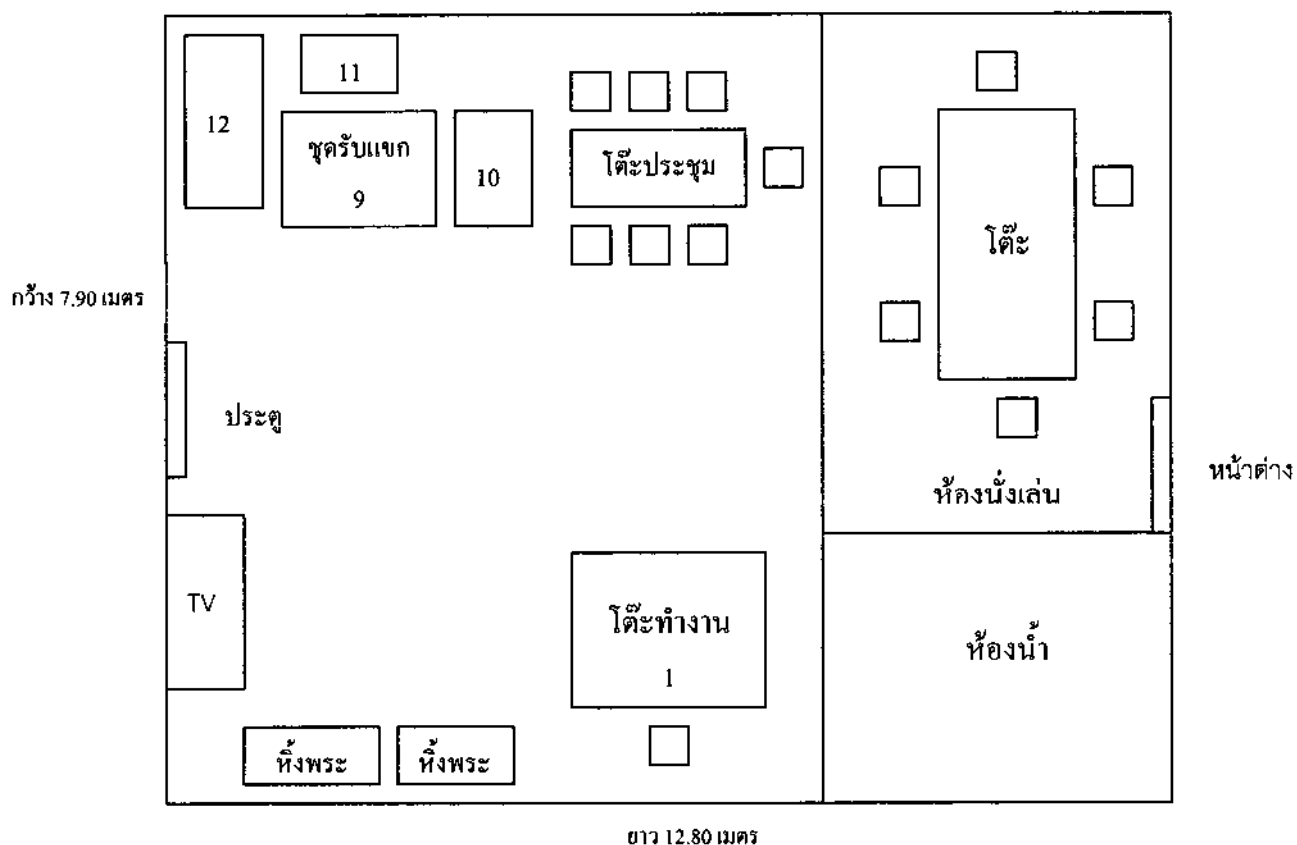 11
12
ชุดรับแขก
9
10
โต๊ะประชุม
โต๊ะ
กว้าง 7.90 เมตร
ประตู
หน้าต่าง
ห้องนั่งเล่น
TV
โต๊ะทำงาน
1
ห้องน้ำ
หิ้งพระ
หิ้งพระ
ยาว 12.80 เมตร